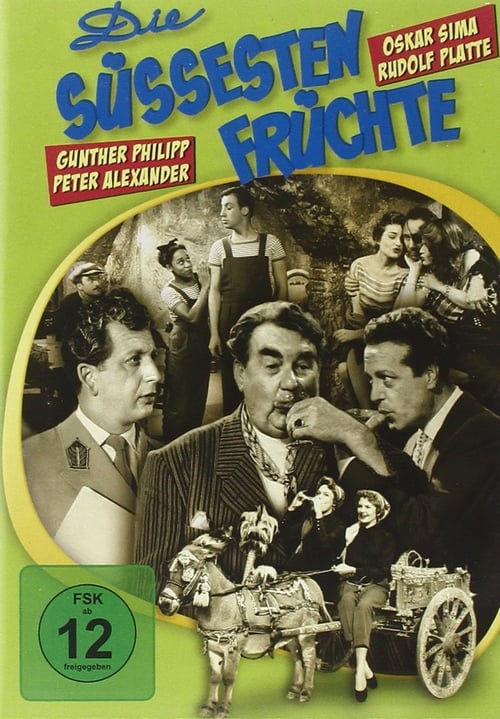 Die
SÜSSESTEN
FRÜCHTE
OSKAR SIMA
RUDOLF PLATTE
GUNTHER PHILIPP
PETER ALEXANDER
FSK
ab
12
freigegeben